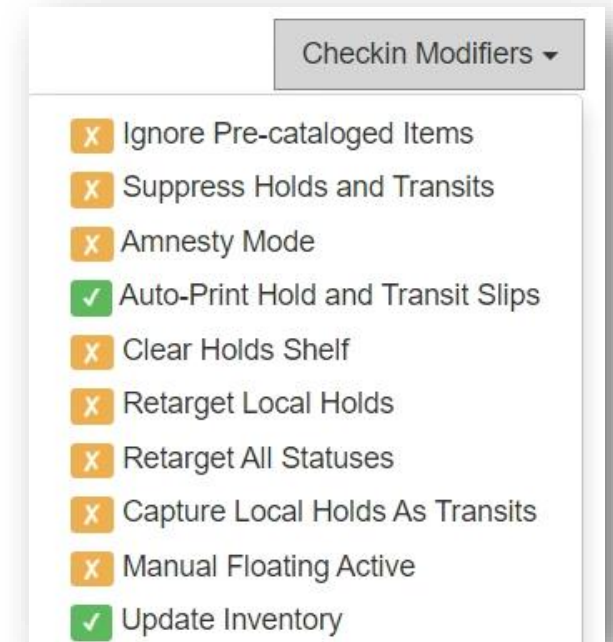 Checkin Modifiers
Ignore Pre-cataloged Items
Suppress Holds and Transits
Amnesty Mode
Auto-Print Hold and Transit Slips
Clear Holds Shelf
Retarget Local Holds
Retarget All Statuses
Capture Local Holds As Transits
Manual Floating Active
Update Inventory